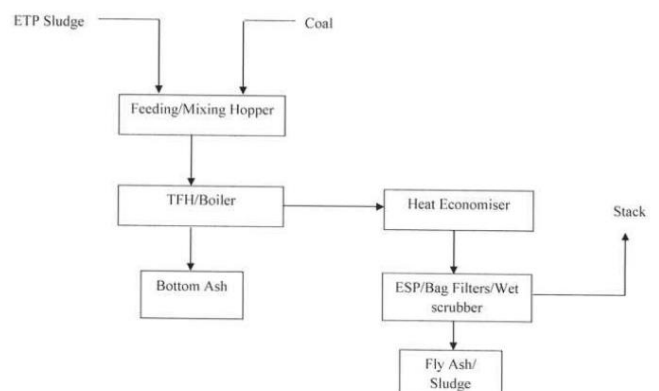 ETP Sludge
Coal
Feeding/Mixing Hopper
TFH/Boiler
Heat Economiser
Stack
Bottom Ash
ESP/Bag Filters/Wet
scrubber
Fly Ash/
Sludge